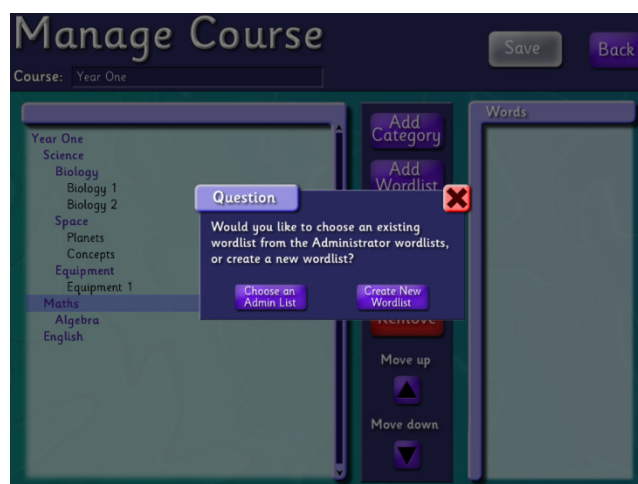 Manage Course
Save
Back
Course: Year One
Words
Add
Category
Add
Wordlist
Year One
Science
Biology
Biology 1
Biology 2
Space
Planets
Concepts
Equipment
Equipment 1
Maths
Algebra
English
Question
Would you like to choose an existing
wordlist from the Administrator wordlists,
or create a new wordlist?
Choose an
Admin List
Create New
Wordlist
Remove
Move up
Move down